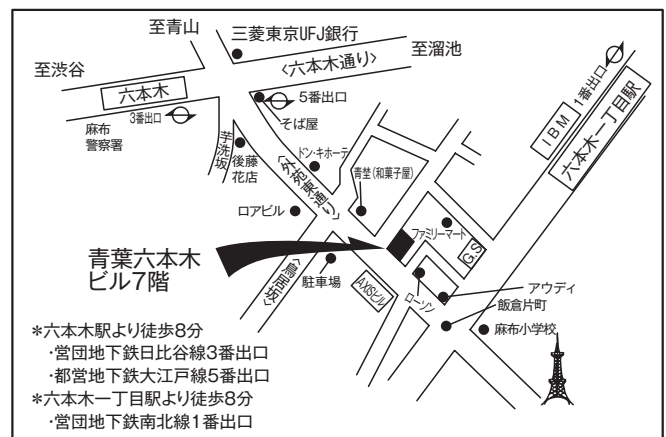 至青山
三菱東京UFJ銀行
〈六本木通り〉
至溜池
至渋谷
六本木
3番出口
麻布
警察署
5番出口
そば屋
芋洗坂
後藤
花店
ドン・キホーテ
〈外苑東通り〉
青埜(和菓子屋)
IBM
1番出口
六本木一丁目駅
ロアビル
ファミリーマート
G.S
青葉六本木
ビル7階
〈鳥居坂〉
駐車場
AXISビル
ローソン
アウディ
飯倉片町
麻布小学校
*六本木駅より徒歩8分
・営団地下鉄日比谷線3番出口
・都営地下鉄大江戸線5番出口
*六本木一丁目駅より徒歩8分
・営団地下鉄南北線1番出口